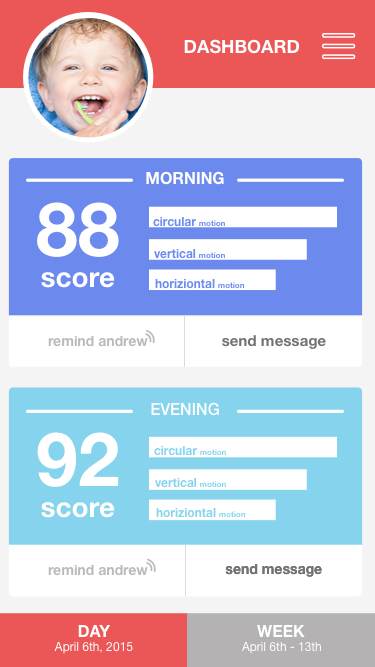 DASHBOARD
MORNING
88
score
circular motion
vertical motion
horiziontal motion
remind andrew
send message
EVENING
92
score
circular motion
vertical motion
horiziontal motion
remind andrew
send message
DAY
April 6th, 2015
WEEK
April 6th - 13th